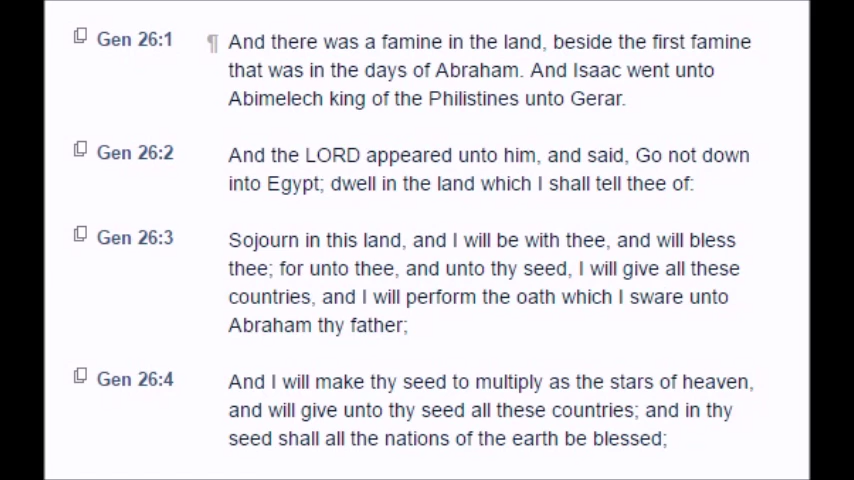 Gen 26:1 ¶ And there was a famine in the land, beside the first famine
that was in the days of Abraham. And Isaac went unto
Abimelech king of the Philistines unto Gerar.
Gen 26:2 And the LORD appeared unto him, and said, Go not down
into Egypt; dwell in the land which I shall tell thee of:
Gen 26:3 Sojourn in this land, and I will be with thee, and will bless
thee; for unto thee, and unto thy seed, I will give all these
countries, and I will perform the oath which I sware unto
Abraham thy father;
Gen 26:4 And I will make thy seed to multiply as the stars of heaven,
and will give unto thy seed all these countries; and in thy
seed shall all the nations of the earth be blessed;